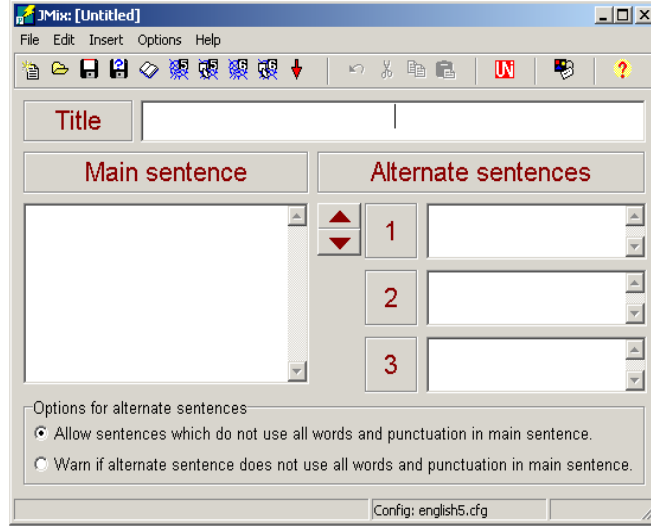 JMix: [Untitled]
File Edit Insert Options Help
Title
Main sentence
Alternate sentences
1
2
3
Options for alternate sentences
Allow sentences which do not use all words and punctuation in main sentence.
Warn if alternate sentence does not use all words and punctuation in main sentence.
Config: english5.cfg